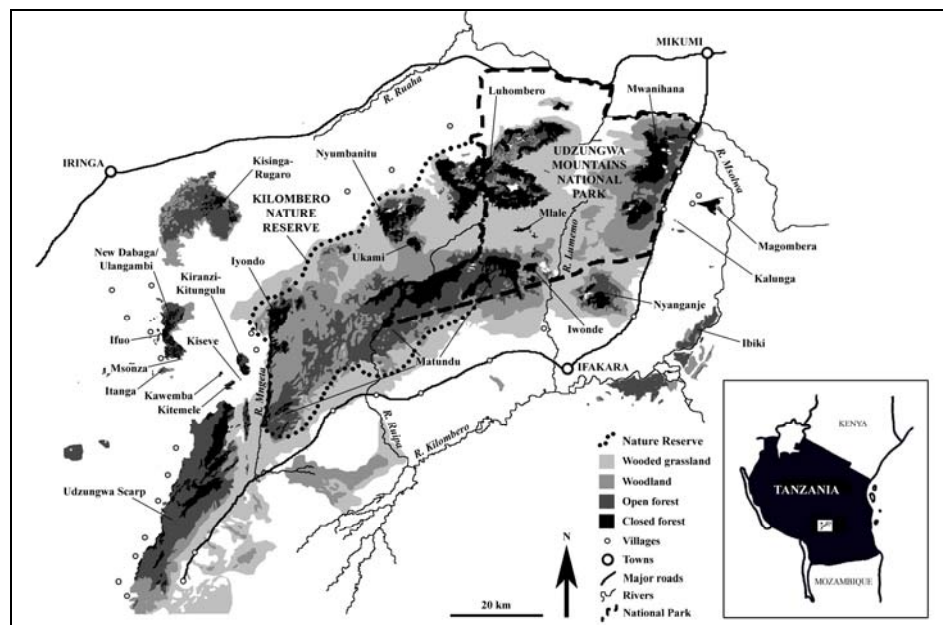 MIKUMI
Luhombero
Mwanihana
R. Ruaha
UDZUNGWA
MOUNTAINS
NATIONAL
PARK
R. Msolwa
IRINGA
Nyumbanitu
Kisinga-
Rugaro
KILOMBERO
NATURE
RESERVE
Mlale
R. Lumemo
Magombera
Ukami
New Dabaga/
Ulangambi
Kiranzi-
Kitungulu
Iyondo
Kalunga
Nyanganje
Iwonde
Ifuo
Kiseve
Ibiki
Matundu
Msonza
Itanga
Kawemba
Kitemele
R. Mngeta
IFAKARA
R. Ruipa
R. Kilombero
Udzungwa Scarp
Nature Reserve
Wooded grassland
Woodland
Open forest
Closed forest
Villages
Towns
Major roads
Rivers
National Park
N
20 km
KENYA
TANZANIA
MOZAMBIQUE